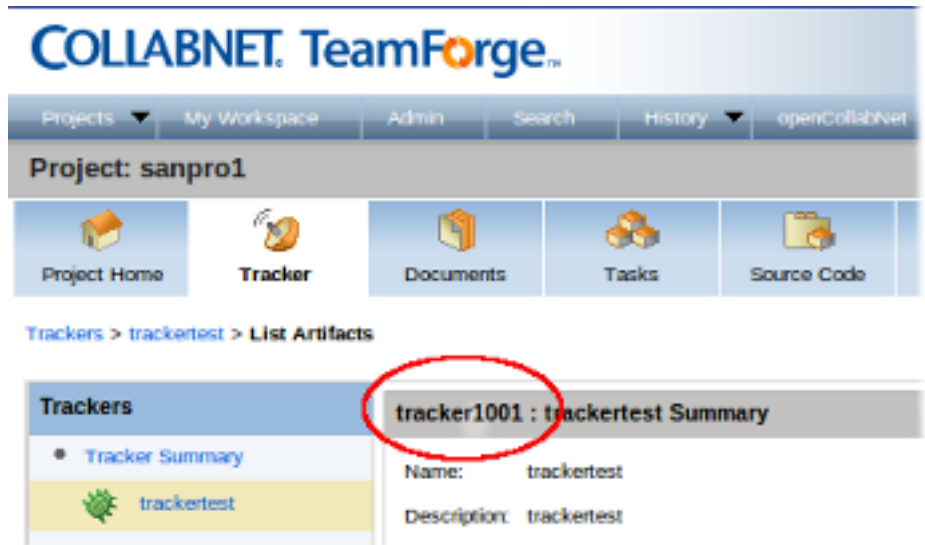 COLLABNET. TeamForge™
Projects My Workspace Admin Search History openCollabNet
Project: sanpro1
Project Home Tracker Documents Tasks Source Code
Trackers > trackertest > List Artifacts
Trackers
Tracker Summary
trackertest
tracker1001 : trackertest Summary
Name: trackertest
Description: trackertest